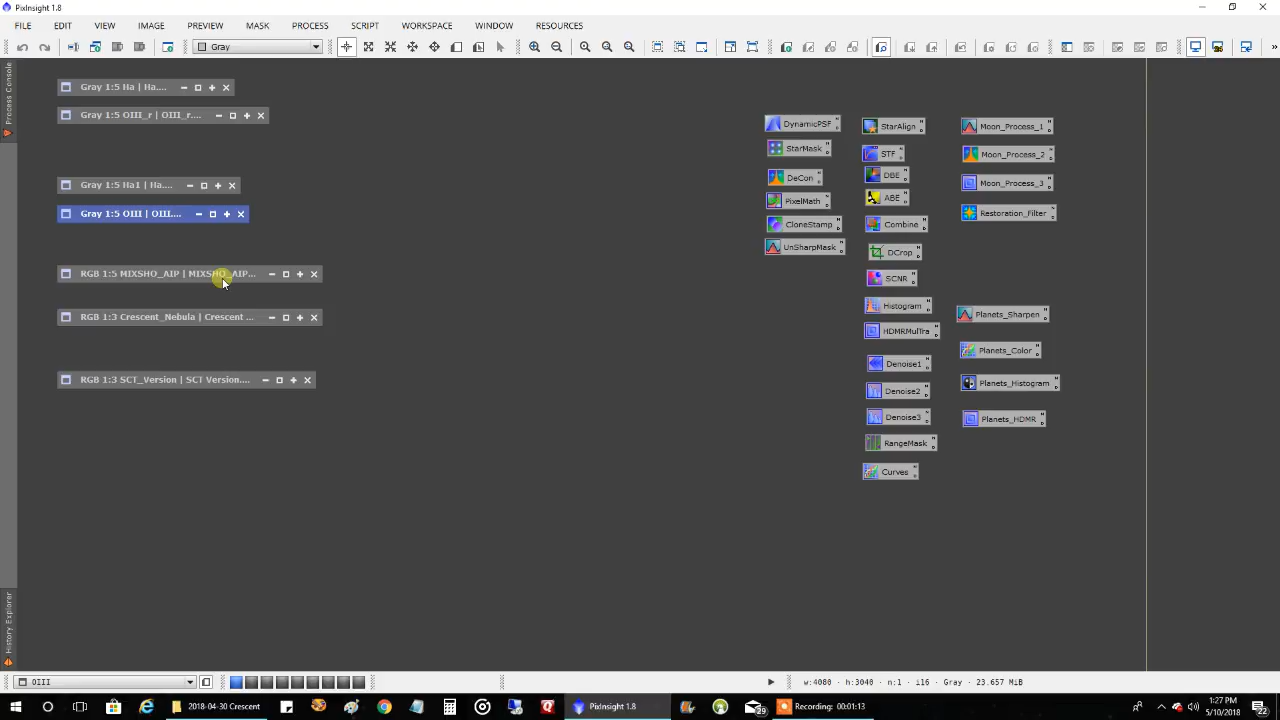 PixInsight 1.8
FILE EDIT VIEW IMAGE PREVIEW MASK PROCESS SCRIPT WORKSPACE WINDOW RESOURCES
Gray
Process Console
Gray 1:5 Ha | Ha....
Gray 1:5 OIII_r | OIII_r....
Gray 1:5 Ha1 | Ha....
Gray 1:5 OIII | OIII....
RGB 1:5 MIXSHO_AIP | MIXSHO_AIP...
RGB 1:3 Crescent_Nebula | Crescent ...
RGB 1:3 SCT_Version | SCT Version....
DynamicPSF
StarMask
DeCon
PixelMath
CloneStamp
UnSharpMask
StarAlign
STF
DBE
ABE
Combine
DCrop
SCNR
Histogram
HDMRMulTra
Denoise1
Denoise2
Denoise3
RangeMask
Curves
Moon_Process_1
Moon_Process_2
Moon_Process_3
Restoration_Filter
Planets_Sharpen
Planets_Color
Planets_Histogram
Planets_HDMR
History Explorer
OIII
w:4080 · h:3040 · n:1 · i16 · Gray · 23.657 MiB
2018-04-30 Crescent
PixInsight 1.8
29
Recording: 00:01:13
1:27 PM
5/10/2018
22